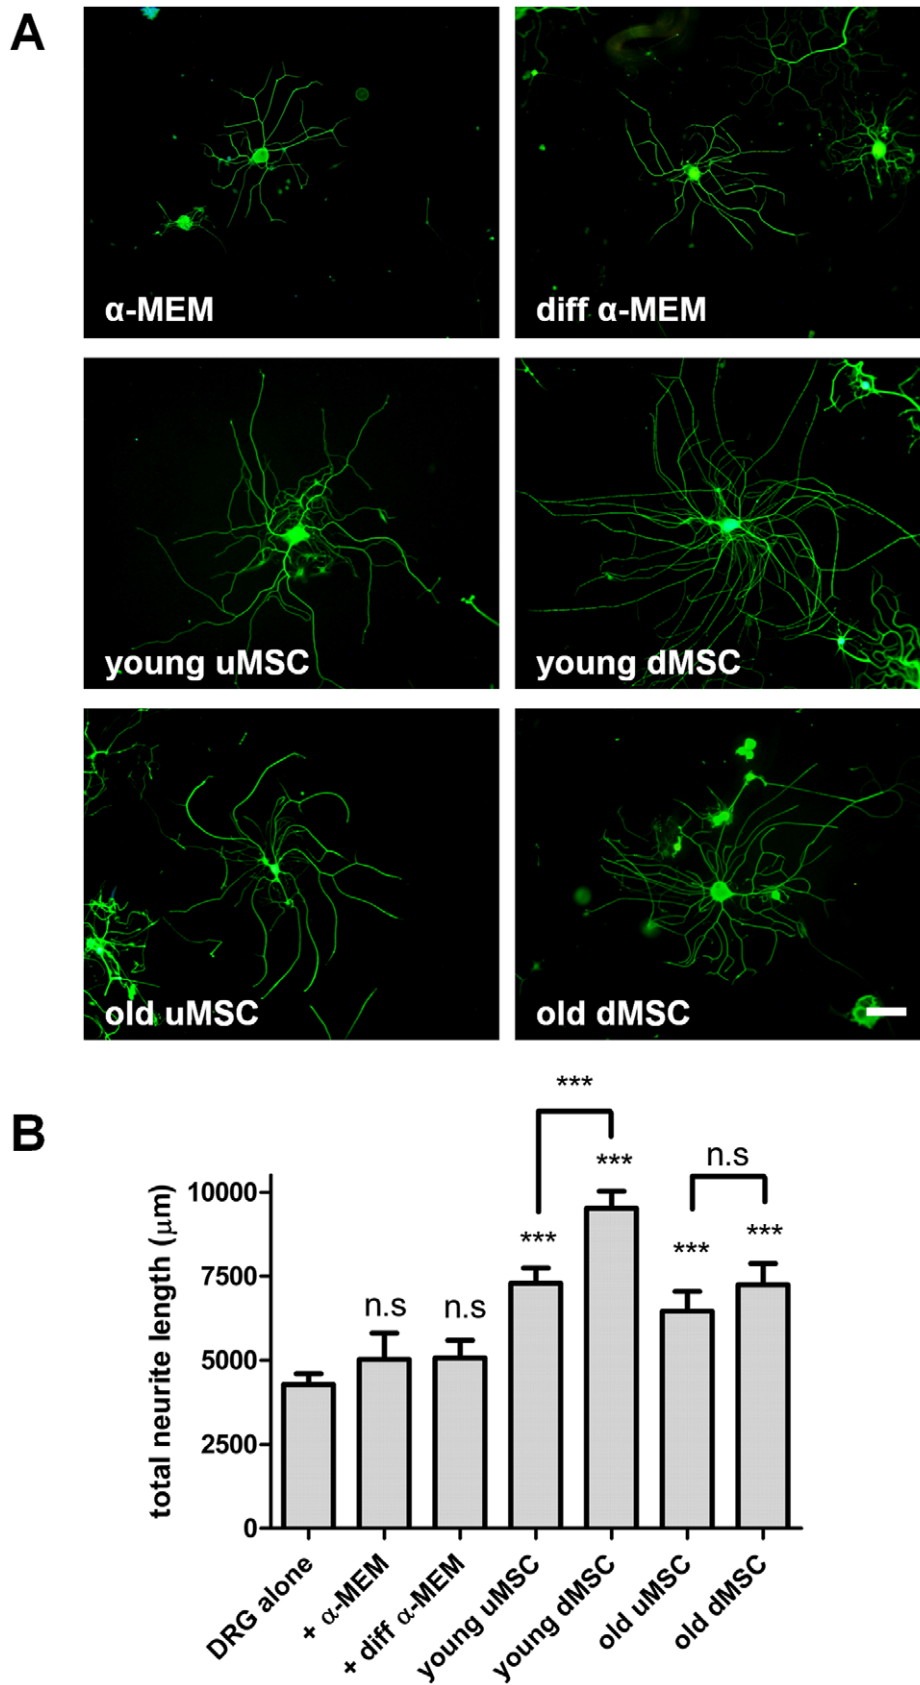 A
α-MEM
diff α-MEM
young uMSC
young dMSC
old uMSC
old dMSC
B
***
n.s
***
***
***
***
n.s
n.s
total neurite length (μm)
10000
7500
5000
2500
0
DRG alone
+ α-MEM
+ diff α-MEM
young uMSC
young dMSC
old uMSC
old dMSC